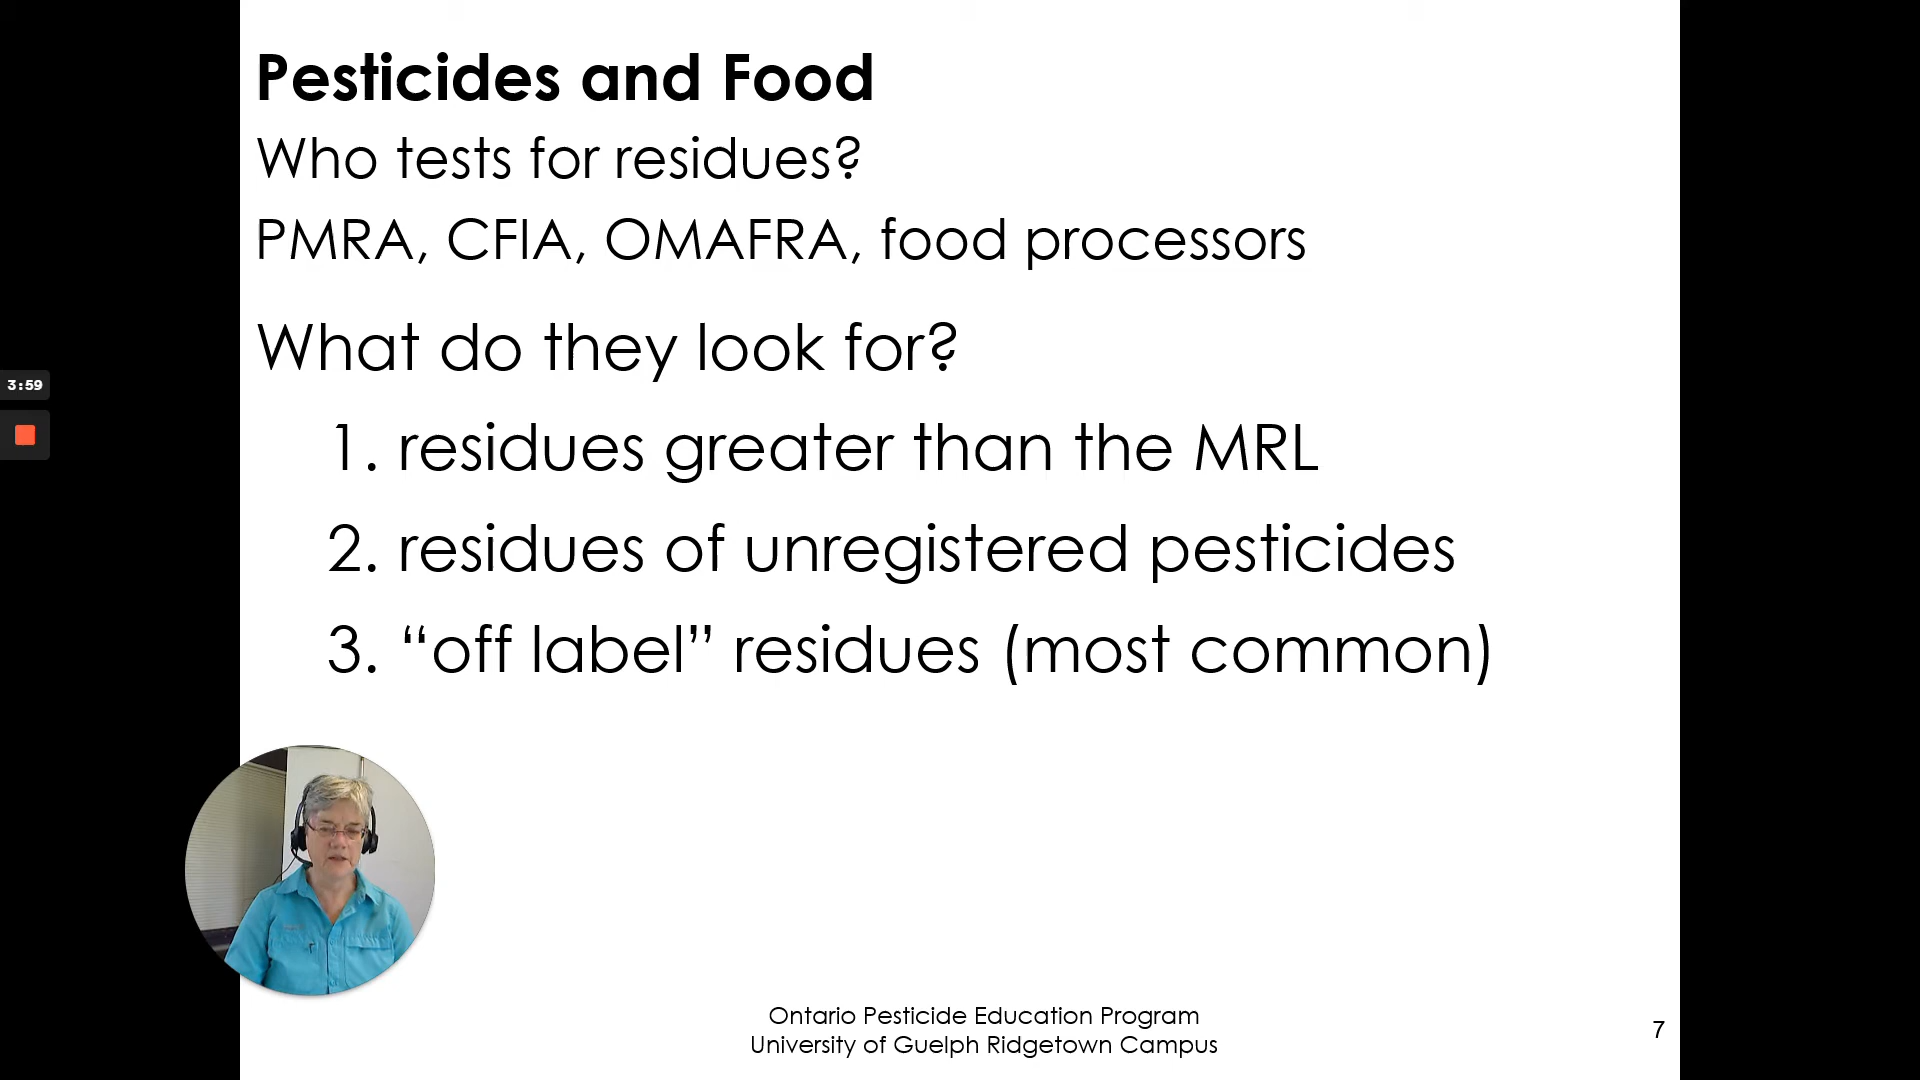 Pesticides and Food
Who tests for residues?
PMRA, CFIA, OMAFRA, food processors
What do they look for?
1. residues greater than the MRL
2. residues of unregistered pesticides
3. “off label” residues (most common)
3:59
Ontario Pesticide Education Program
University of Guelph Ridgetown Campus
7